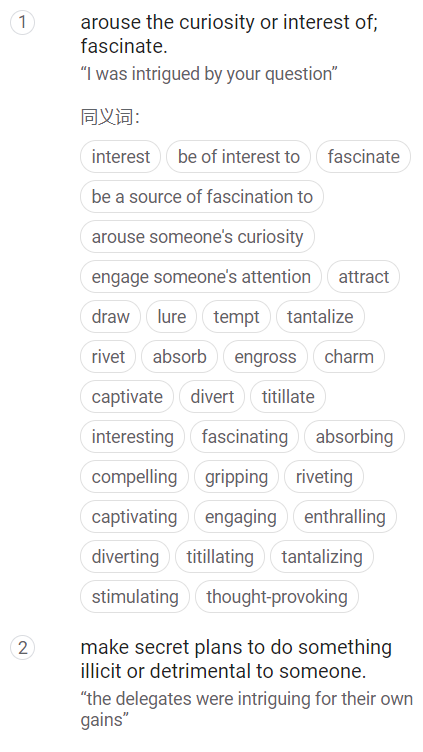 1
arouse the curiosity or interest of;
fascinate.
“I was intrigued by your question”
同义词：
interest be of interest to fascinate
be a source of fascination to
arouse someone's curiosity
engage someone's attention attract
draw lure tempt tantalize
rivet absorb engross charm
captivate divert titillate
interesting fascinating absorbing
compelling gripping riveting
captivating engaging enthralling
diverting titillating tantalizing
stimulating thought-provoking
2
make secret plans to do something
illicit or detrimental to someone.
“the delegates were intriguing for their own
gains”